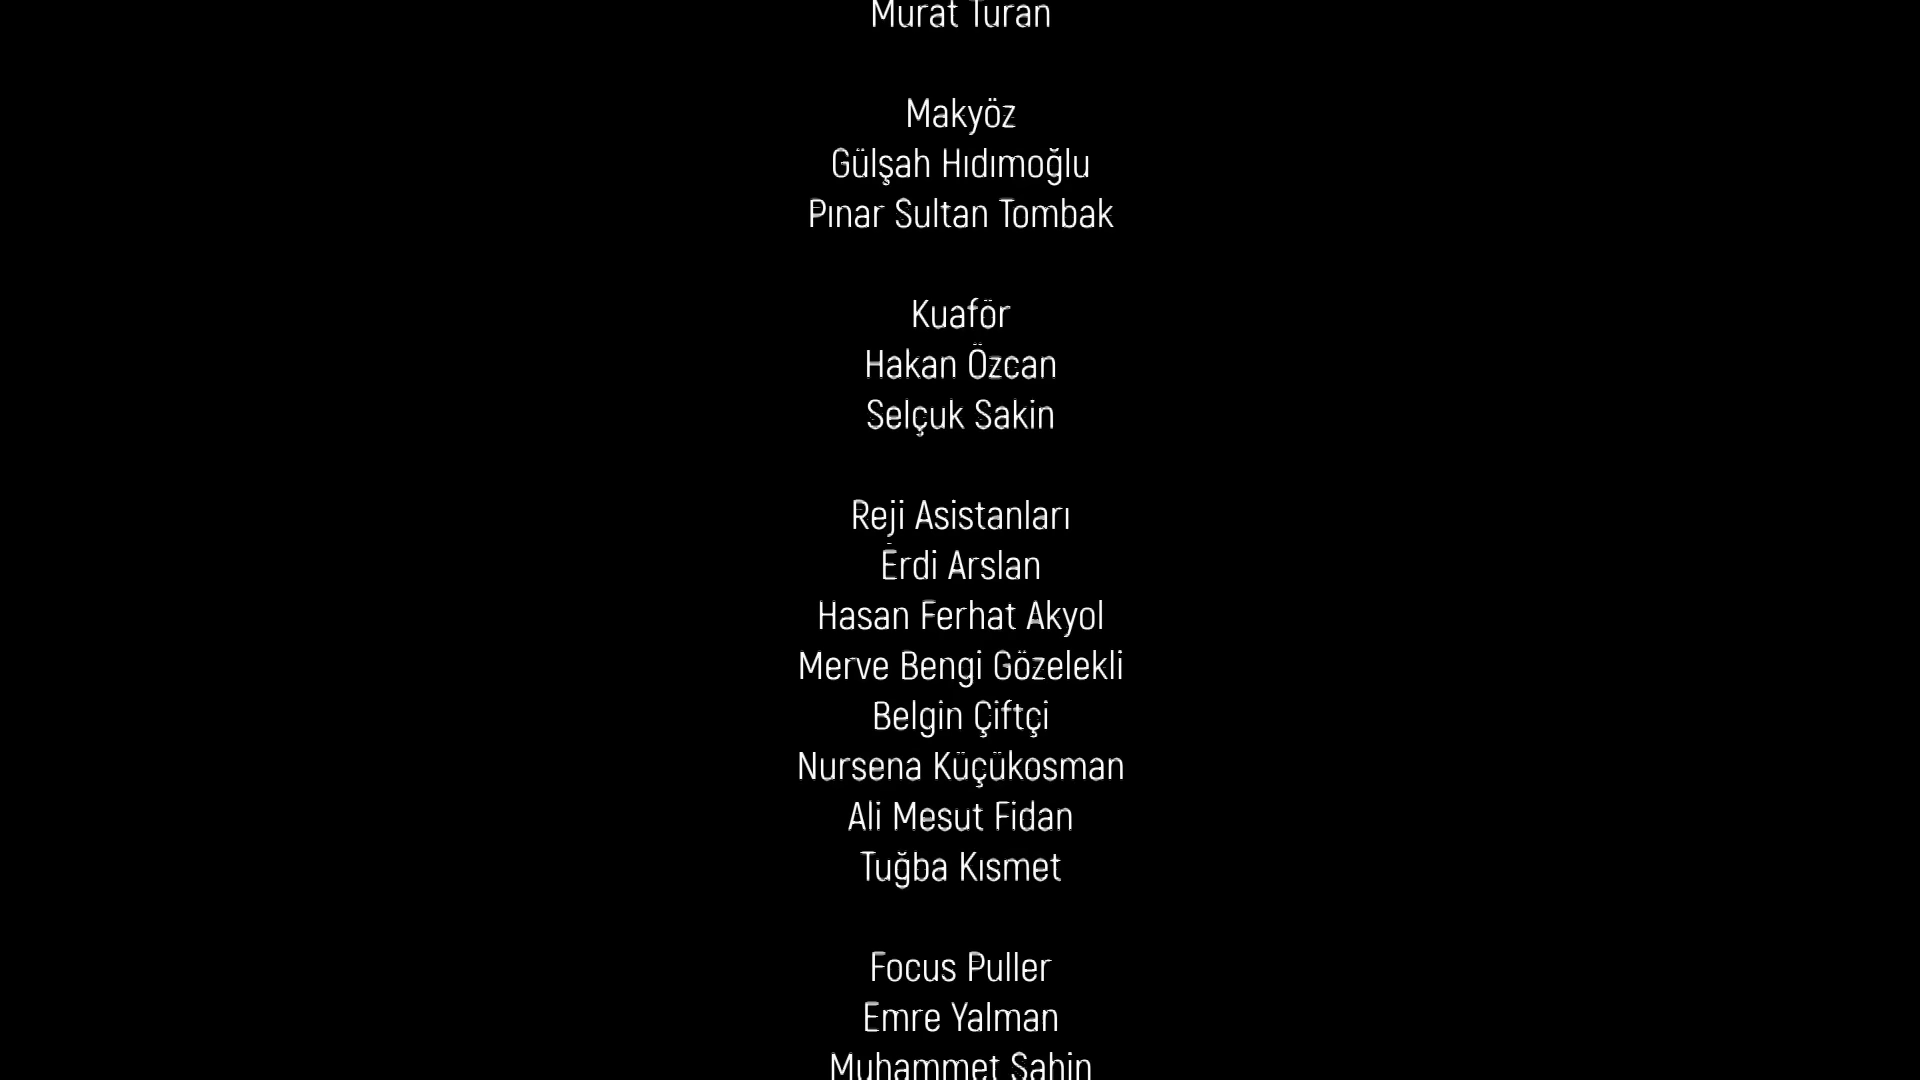 Murat Turan
Makyöz
Gülşah Hıdımoğlu
Pınar Sultan Tombak
Kuaför
Hakan Özcan
Selçuk Sakin
Reji Asistanları
Erdi Arslan
Hasan Ferhat Akyol
Merve Bengi Gözelekli
Belgin Çiftçi
Nursena Küçükosman
Ali Mesut Fidan
Tuğba Kısmet
Focus Puller
Emre Yalman
Muhammet